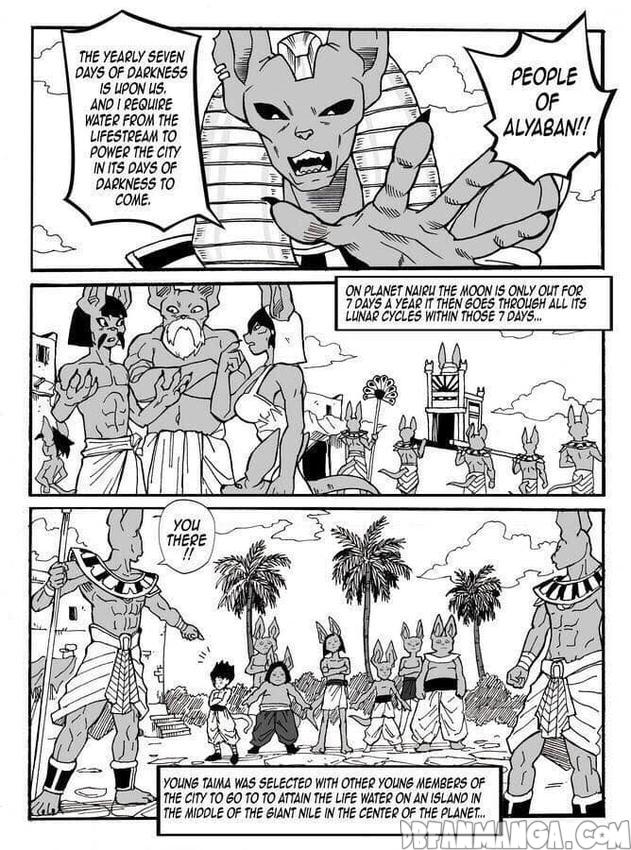 PEOPLE
OF
ALYABAN!!
THE YEARLY SEVEN
DAYS OF DARKNESS
IS UPON US,
AND I REQUIRE
WATER FROM THE
LIFESTREAM TO
POWER THE CITY
IN ITS DAYS OF
DARKNESS TO
COME.
ON PLANET NAIRU THE MOON IS ONLY OUT FOR
7 DAYS A YEAR IT THEN GOES THROUGH ALL ITS
LUNAR CYCLES WITHIN THOSE 7 DAYS...
YOU
THERE
!!
YOUNG TAIMA WAS SELECTED WITH OTHER YOUNG MEMBERS OF
THE CITY TO GO TO TO ATTAIN THE LIFE WATER ON AN ISLAND
IN THE MIDDLE OF THE GIANT NILE IN THE CENTER OF THE PLANET...
DBFANMANGA.COM